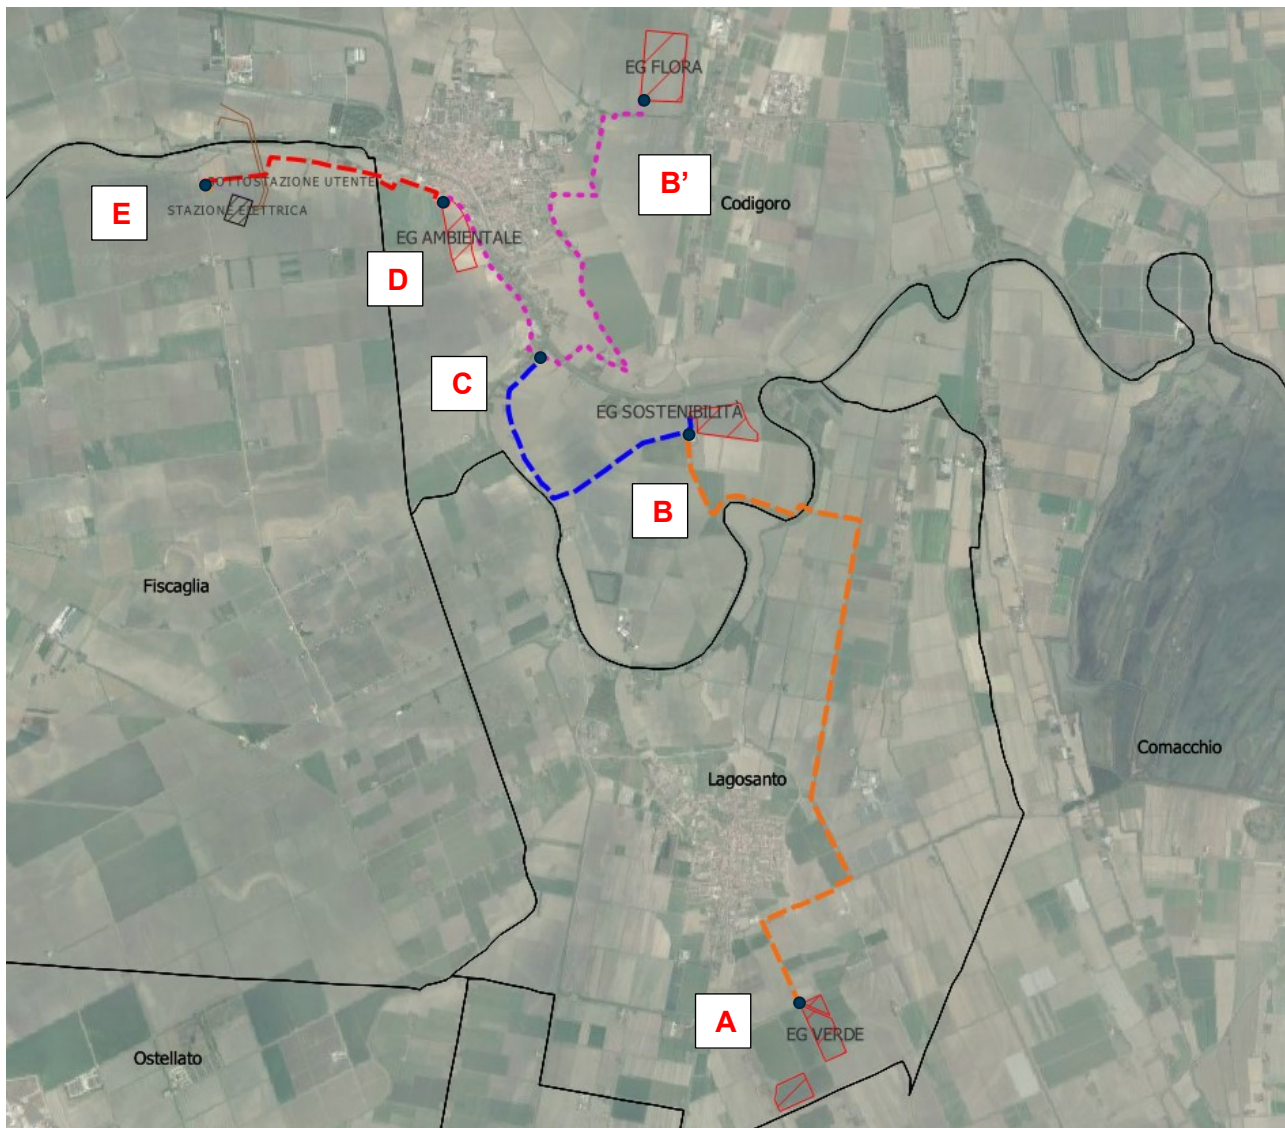 EG FLORA
B’
Codigoro
SOTTOSTAZIONE UTENTE
STAZIONE ELETTRICA
E
EG AMBIENTALE
D
C
EG SOSTENIBILITÀ
B
Fiscaglia
Comacchio
Lagosanto
A
EG VERDE
Ostellato